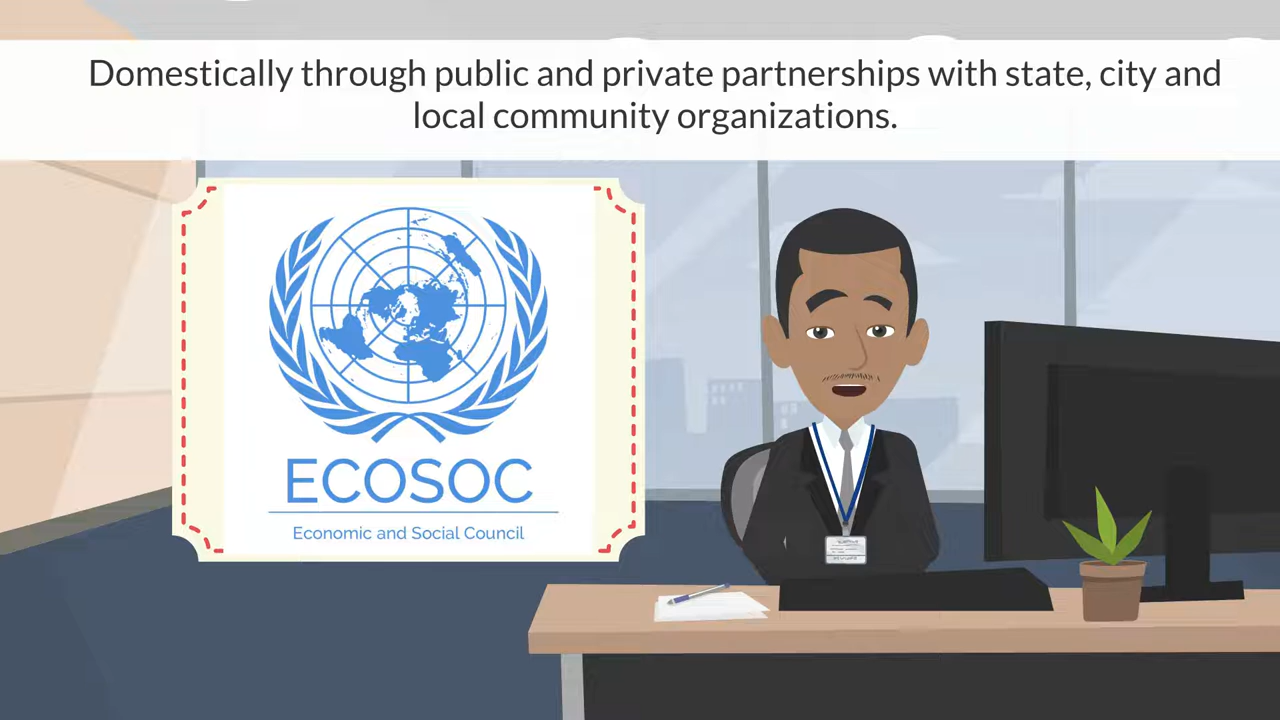 Domestically through public and private partnerships with state, city and
local community organizations.
ECOSOC
Economic and Social Council